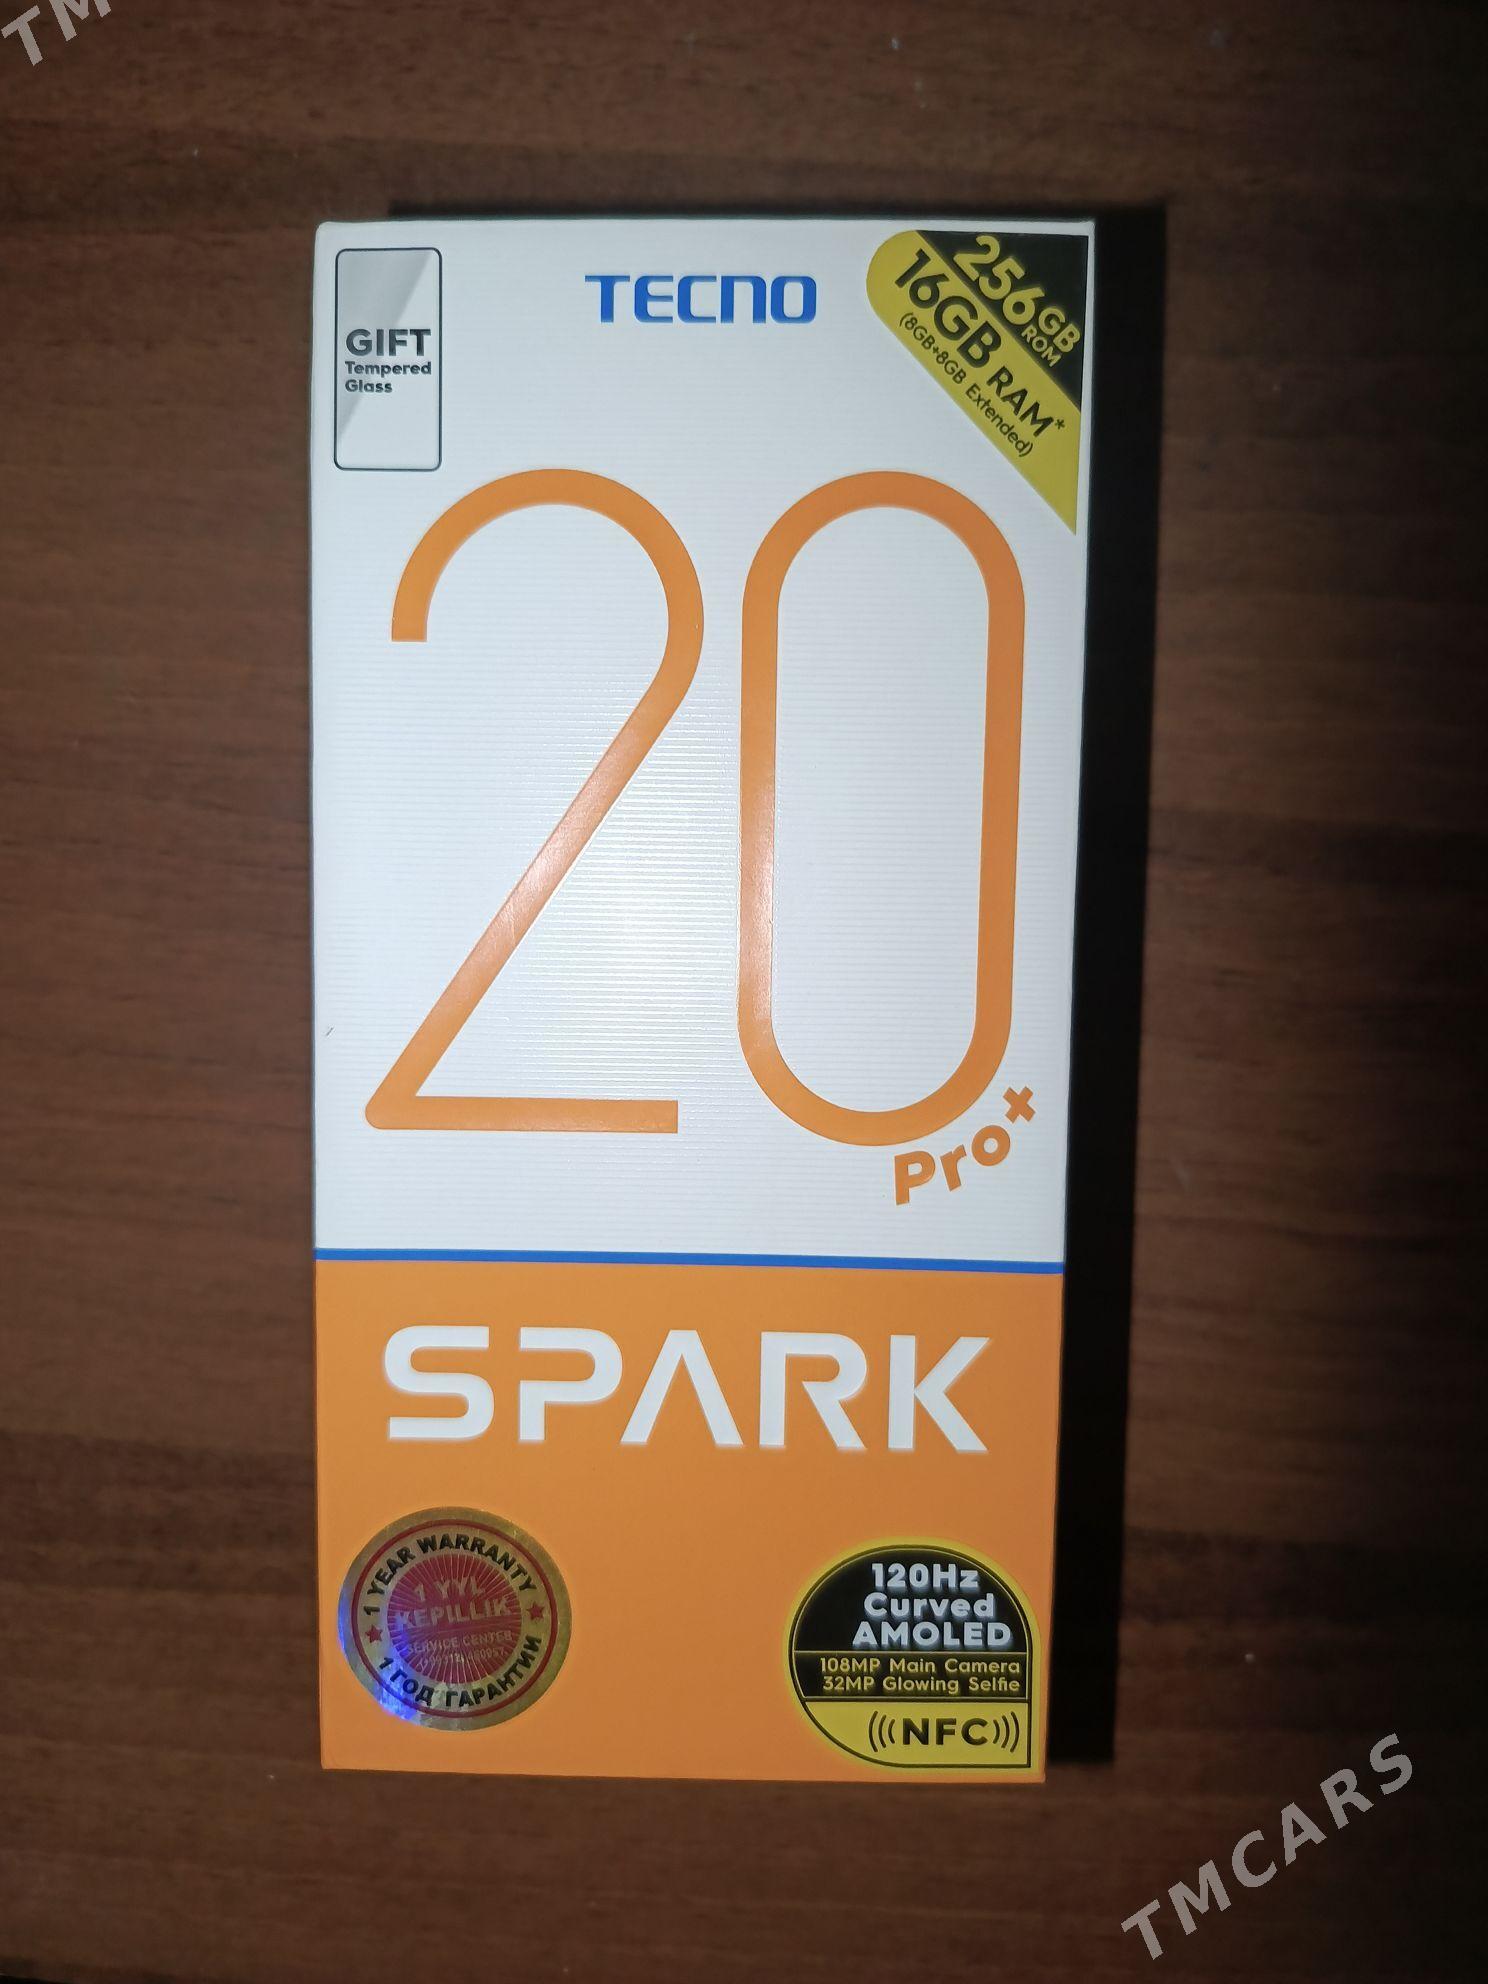 TM
GIFT
Tempered
Glass
TECNO
256GB
ROM
16GB RAM*
(8GB+8GB Extended)
20
Pro+
SPARK
1 YEAR WARRANTY
1 YYL
KEPILLIK
SERVICE CENTER
1 ГОД ГАРАНТИИ
120Hz
Curved
AMOLED
108MP Main Camera
32MP Glowing Selfie
(((NFC)))
TMCARS